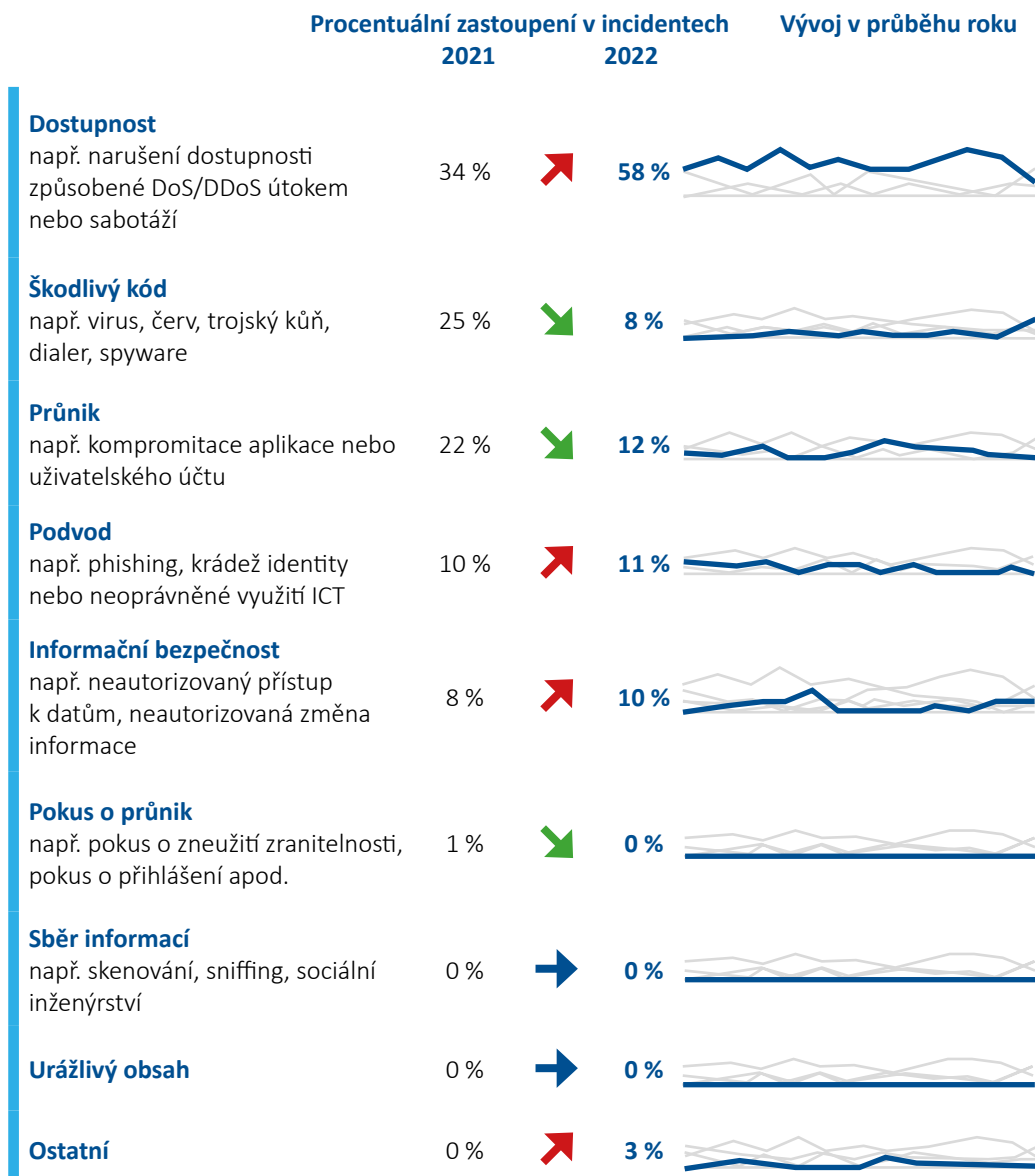 Procentuální zastoupení v incidentech Vývoj v průběhu roku
2021 2022
Dostupnost
např. narušení dostupnosti
způsobené DoS/DDoS útokem
nebo sabotáží
34 % 58 %
Škodlivý kód
např. virus, červ, trojský kůň,
dialer, spyware
25 % 8 %
Průnik
např. kompromitace aplikace nebo
uživatelského účtu
22 % 12 %
Podvod
např. phishing, krádež identity
nebo neoprávněné využití ICT
10 % 11 %
Informační bezpečnost
např. neautorizovaný přístup
k datům, neautorizovaná změna
informace
8 % 10 %
Pokus o průnik
např. pokus o zneužití zranitelnosti,
pokus o přihlášení apod.
1 % 0 %
Sběr informací
např. skenování, sniffing, sociální
inženýrství
0 % 0 %
Urážlivý obsah 0 % 0 %
Ostatní 0 % 3 %